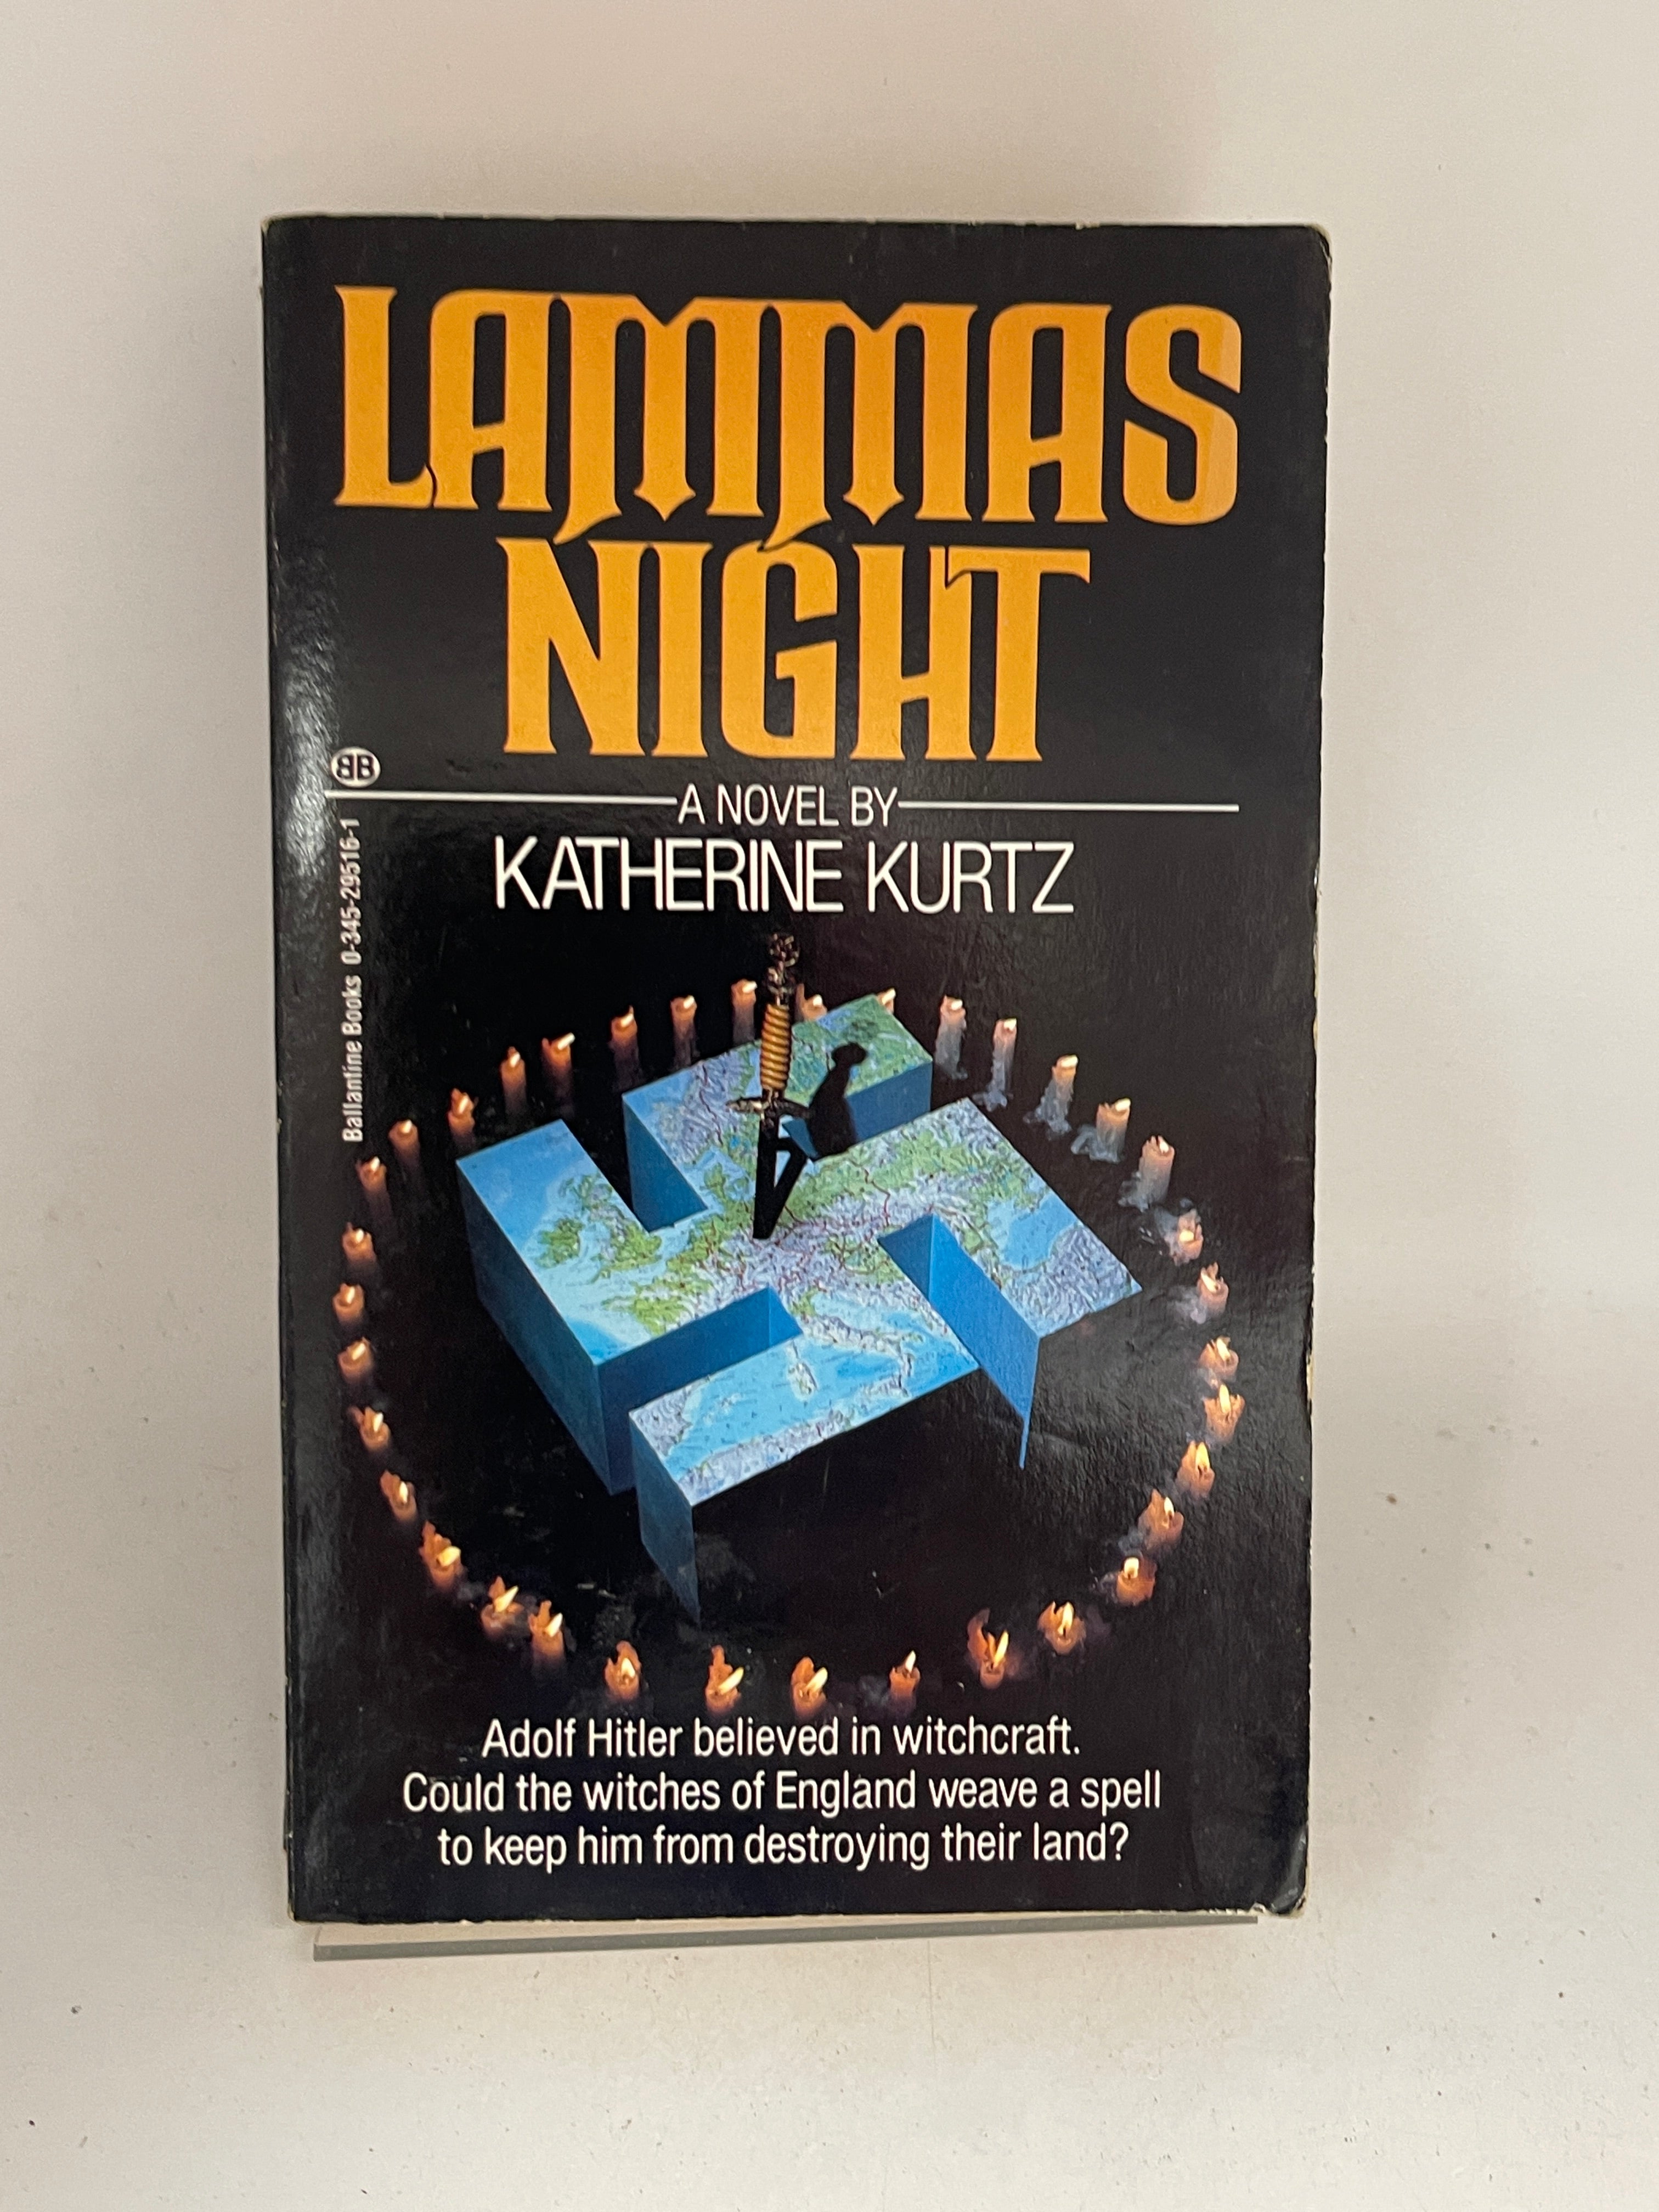 LAMMAS
NIGHT
BB
A NOVEL BY
KATHERINE KURTZ
Ballantine Books 0-345-29516-1
Adolf Hitler believed in witchcraft.
Could the witches of England weave a spell
to keep him from destroying their land?